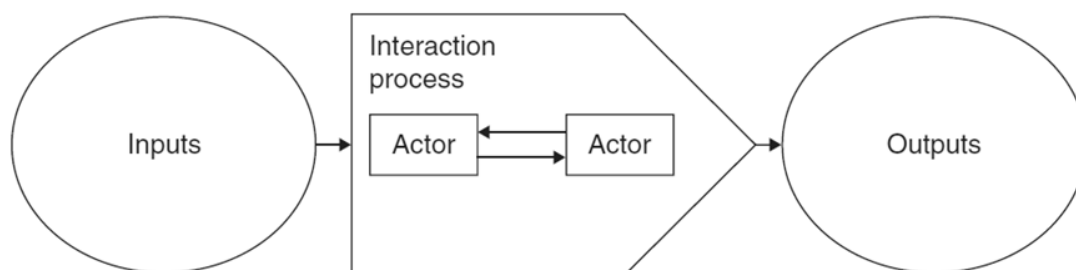 Inputs
Interaction
process
Actor
Actor
Outputs